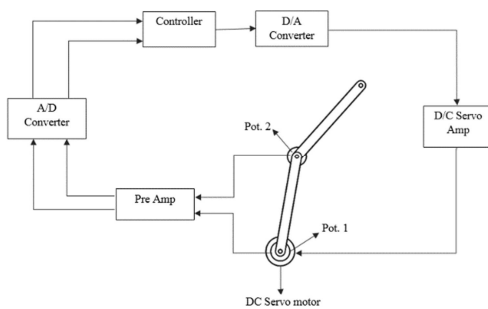 Controller
D/A
Converter
A/D
Converter
D/C Servo
Amp
Pot. 2
Pre Amp
Pot. 1
DC Servo motor